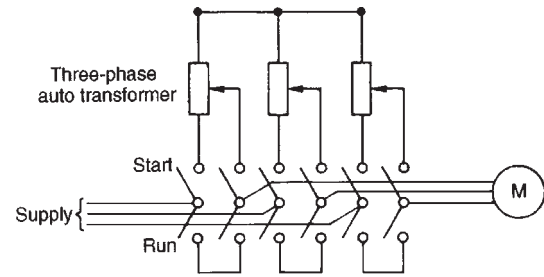 Three-phase
auto transformer
Start
M
Supply
Run